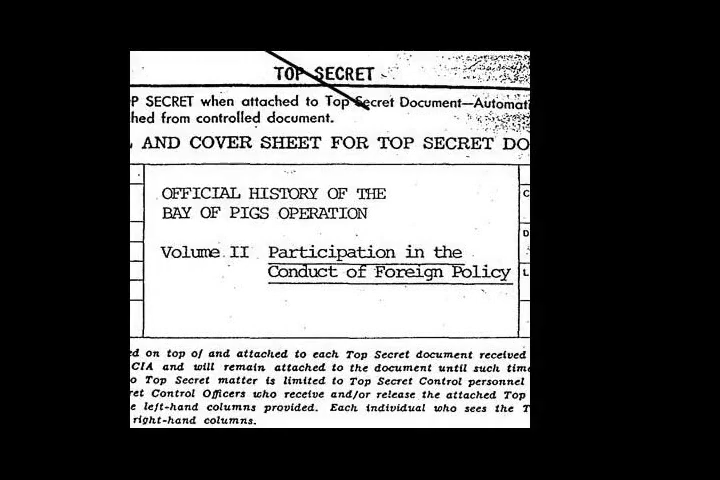 TOP SECRET
P SECRET when attached to Top Secret Document—Automati
hed from controlled document.
L AND COVER SHEET FOR TOP SECRET DO
OFFICIAL HISTORY OF THE
BAY OF PIGS OPERATION
Volume II Participation in the
Conduct of Foreign Policy
C
D
L
ed on top of and attached to each Top Secret document received
CIA and will remain attached to the document until such time
o Top Secret matter is limited to Top Secret Control personnel
ret Control Officers who receive and/or release the attached Top
e left-hand columns provided. Each individual who sees the T
right-hand columns.